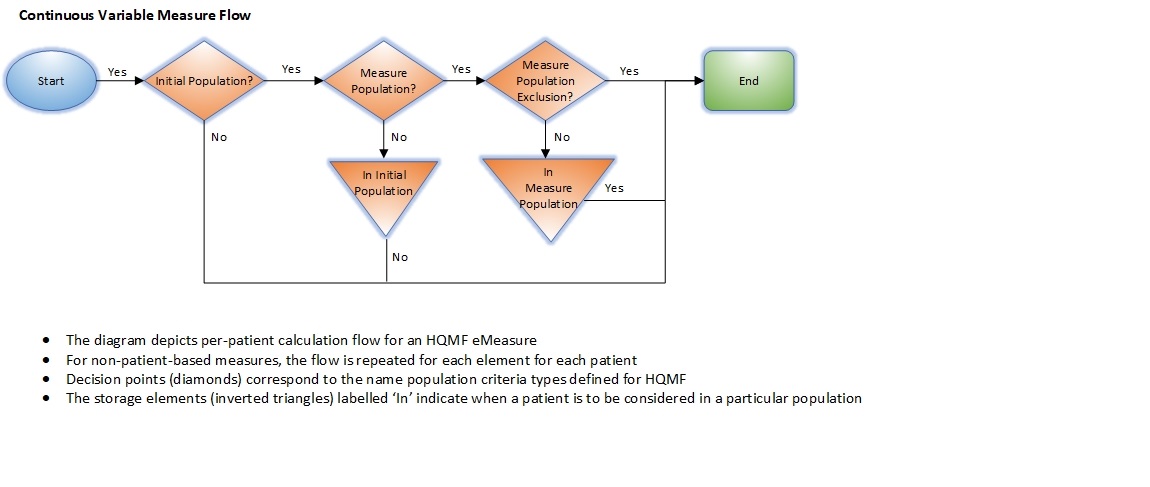 Continuous Variable Measure Flow
Start
Yes
Initial Population?
Yes
Measure
Population?
Yes
Measure
Population
Exclusion?
Yes
End
No
No
No
In Initial
Population
In
Measure
Population
Yes
No
• The diagram depicts per-patient calculation flow for an HQMF eMeasure
• For non-patient-based measures, the flow is repeated for each element for each patient
• Decision points (diamonds) correspond to the name population criteria types defined for HQMF
• The storage elements (inverted triangles) labelled ‘In’ indicate when a patient is to be considered in a particular population